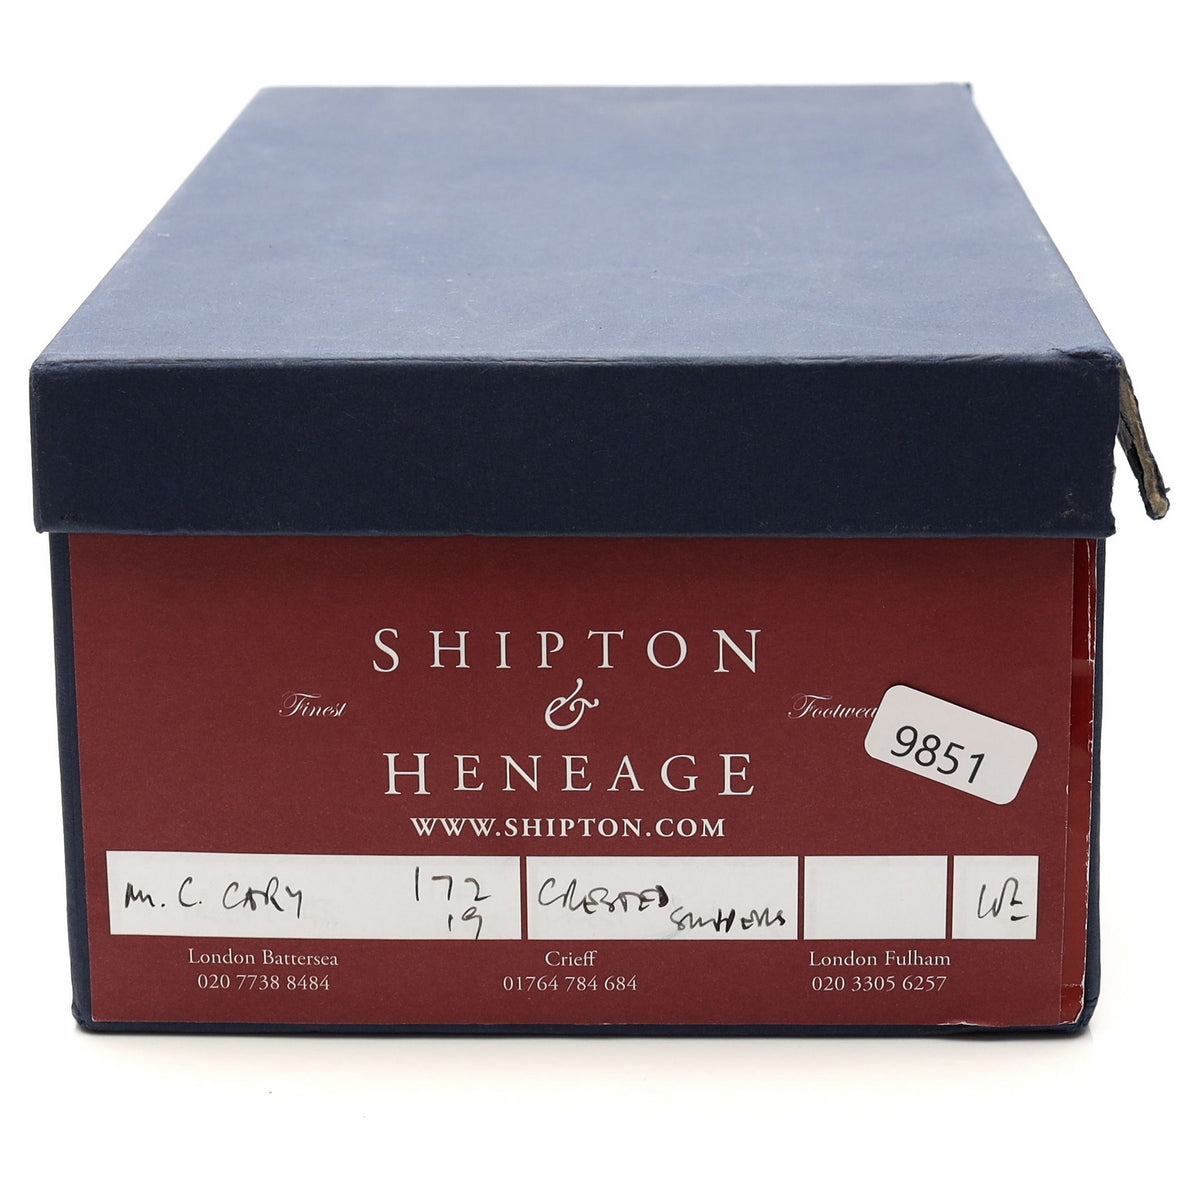 SHIPTON
Finest & Footwea
HENEAGE
WWW.SHIPTON.COM
9851
Mr. C. CARY 172 CRESTED
19 SLIPPERS
London Battersea Crieff London Fulham
020 7738 8484 01764 784 684 020 3305 6257